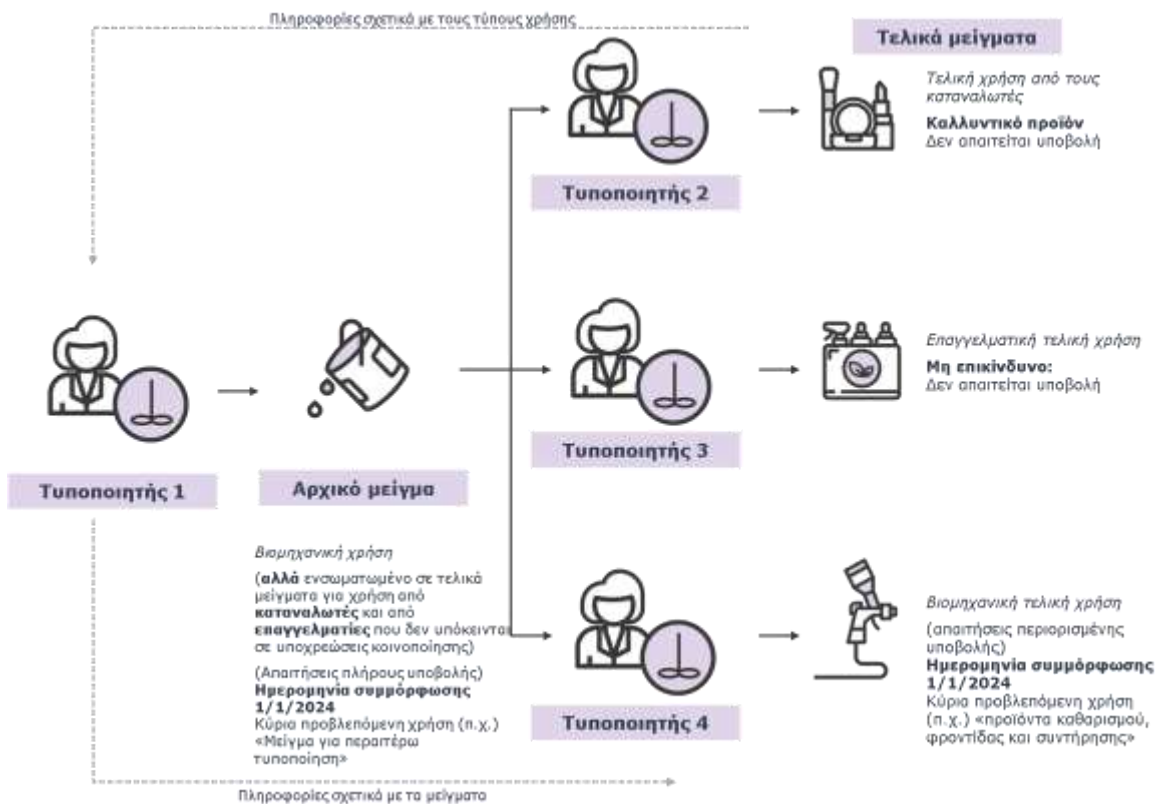 Πληροφορίες σχετικά με τους τύπους χρήσης
Τελικά μείγματα
Τελική χρήση από τους
καταναλωτές
Καλλυντικό προϊόν
Δεν απαιτείται υποβολή
Τυποποιητής 2
Επαγγελματική τελική χρήση
Μη επικίνδυνο:
Δεν απαιτείται υποβολή
Τυποποιητής 3
Τυποποιητής 1
Αρχικό μείγμα
Βιομηχανική χρήση
(αλλά ενσωματωμένο σε τελικά
μείγματα για χρήση από
καταναλωτές και από
επαγγελματίες που δεν υπόκεινται
σε υποχρεώσεις κοινοποίησης)
(Απαιτήσεις πλήρους υποβολής)
Ημερομηνία συμμόρφωσης
1/1/2024
Κύρια προβλεπόμενη χρήση (π.χ.)
«Μείγμα για περαιτέρω
τυποποίηση»
Τυποποιητής 4
Βιομηχανική τελική χρήση
(απαιτήσεις περιορισμένης
υποβολής)
Ημερομηνία συμμόρφωσης
1/1/2024
Κύρια προβλεπόμενη χρήση
(π.χ.) «προϊόντα καθαρισμού,
φροντίδας και συντήρησης»
Πληροφορίες σχετικά με τα μείγματα